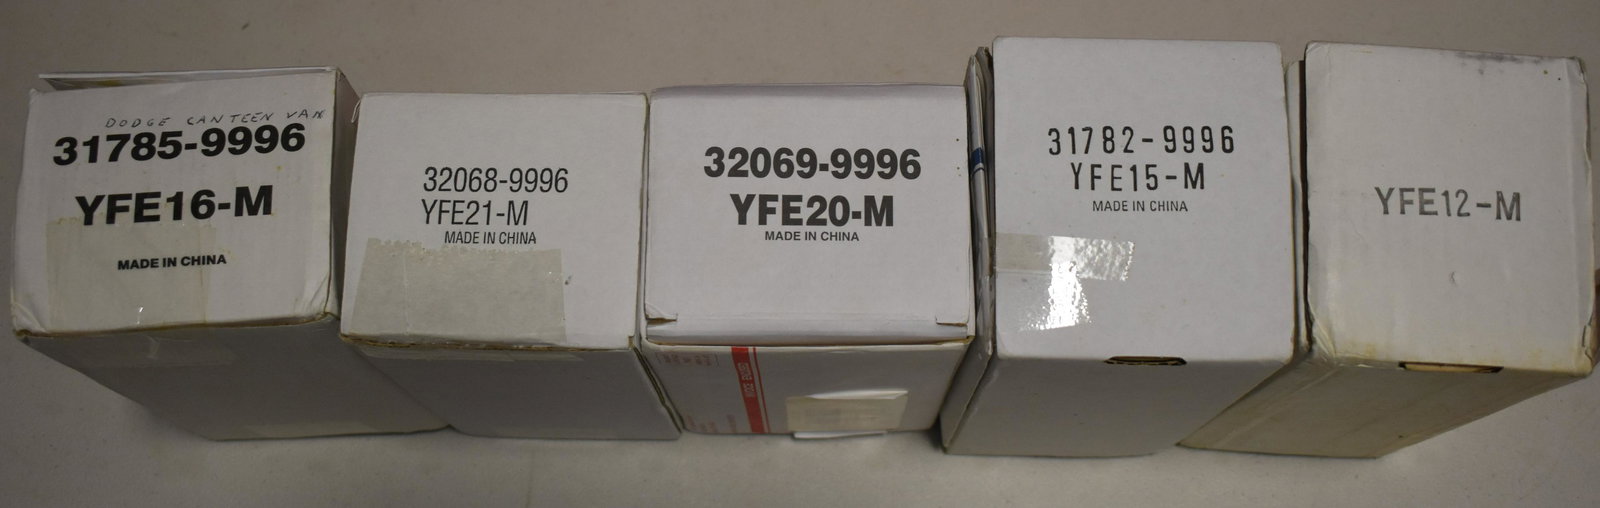 DODGE CANTEEN VAN
31785-9996
YFE16-M
MADE IN CHINA
32068-9996
YFE21-M
MADE IN CHINA
32069-9996
YFE20-M
MADE IN CHINA
31782-9996
YFE15-M
MADE IN CHINA
YFE12-M